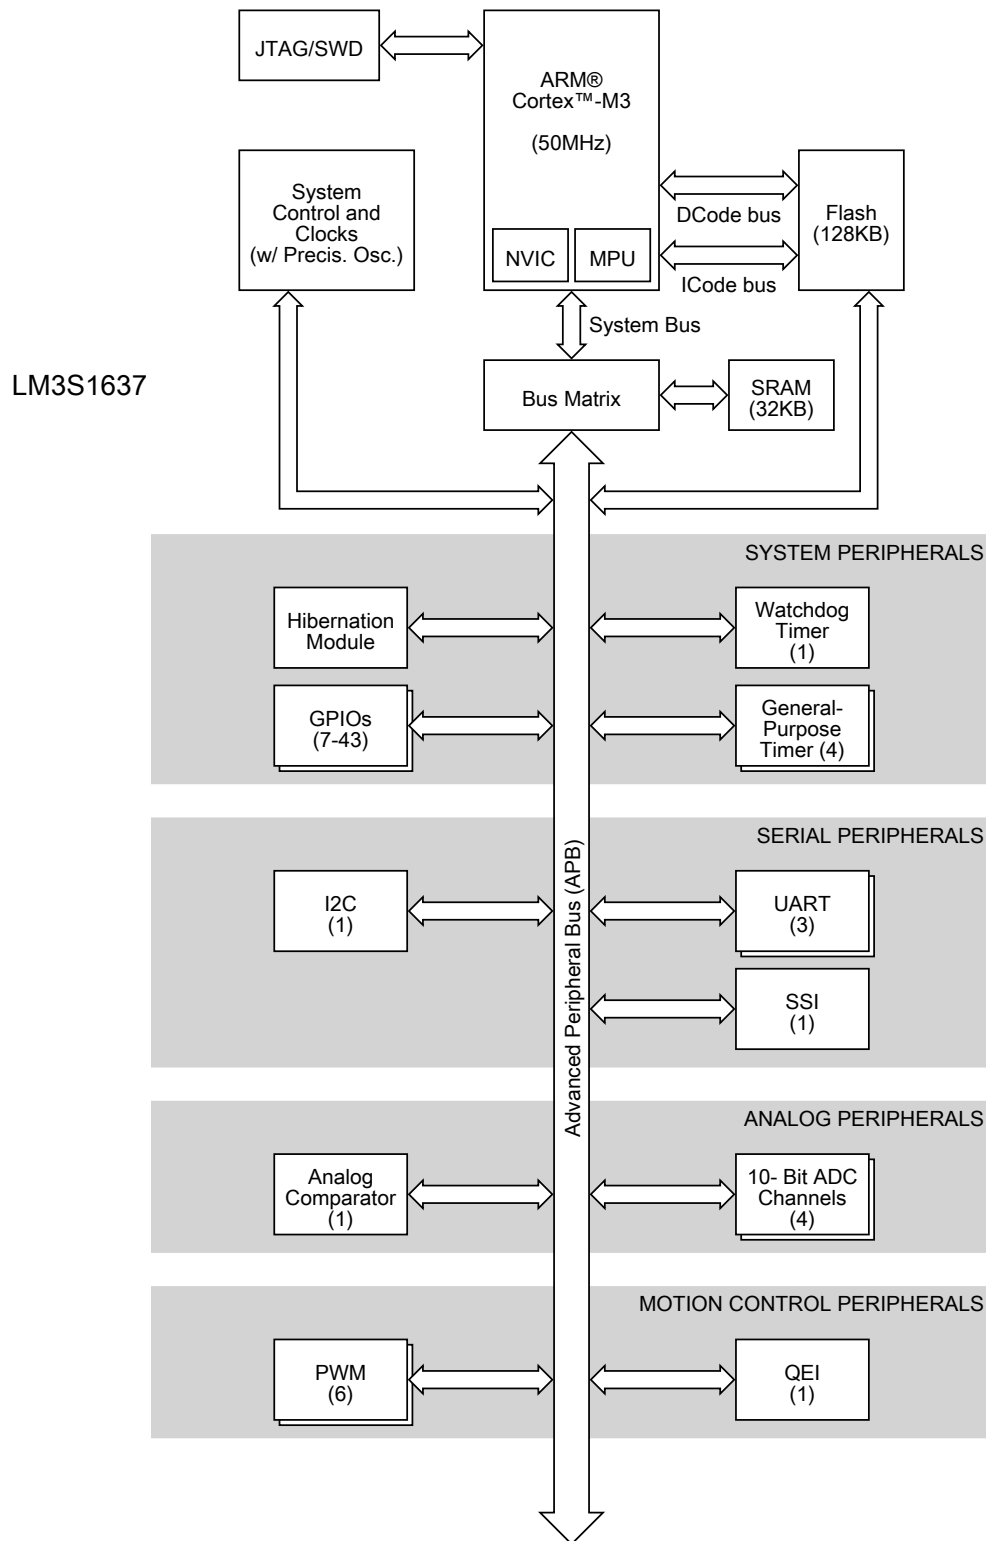 JTAG/SWD
ARM®
Cortex™-M3
(50MHz)
System
Control and
Clocks
(w/ Precis. Osc.)
DCode bus
Flash
(128KB)
NVIC
MPU
ICode bus
System Bus
LM3S1637
Bus Matrix
SRAM
(32KB)
SYSTEM PERIPHERALS
Hibernation
Module
Watchdog
Timer
(1)
GPIOs
(7-43)
General-
Purpose
Timer (4)
Advanced Peripheral Bus (APB)
SERIAL PERIPHERALS
I2C
(1)
UART
(3)
SSI
(1)
ANALOG PERIPHERALS
Analog
Comparator
(1)
10- Bit ADC
Channels
(4)
MOTION CONTROL PERIPHERALS
PWM
(6)
QEI
(1)